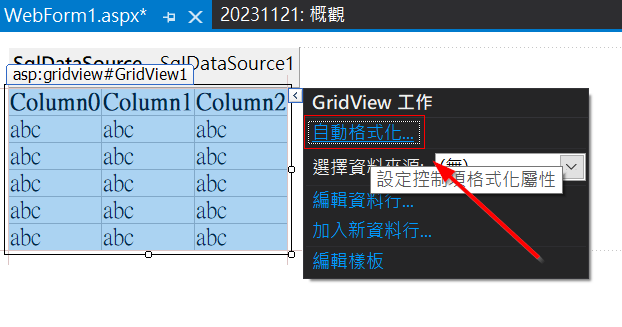 WebForm1.aspx*
20231121: 概觀
SqlDataSource - SqlDataSource1
asp:gridview#GridView1
Column0 Column1 Column2
abc abc abc
abc abc abc
abc abc abc
abc abc abc
abc abc abc
GridView 工作
自動格式化...
選擇資料來源: (無)
設定控制項格式化屬性
編輯資料行...
加入新資料行...
編輯樣板